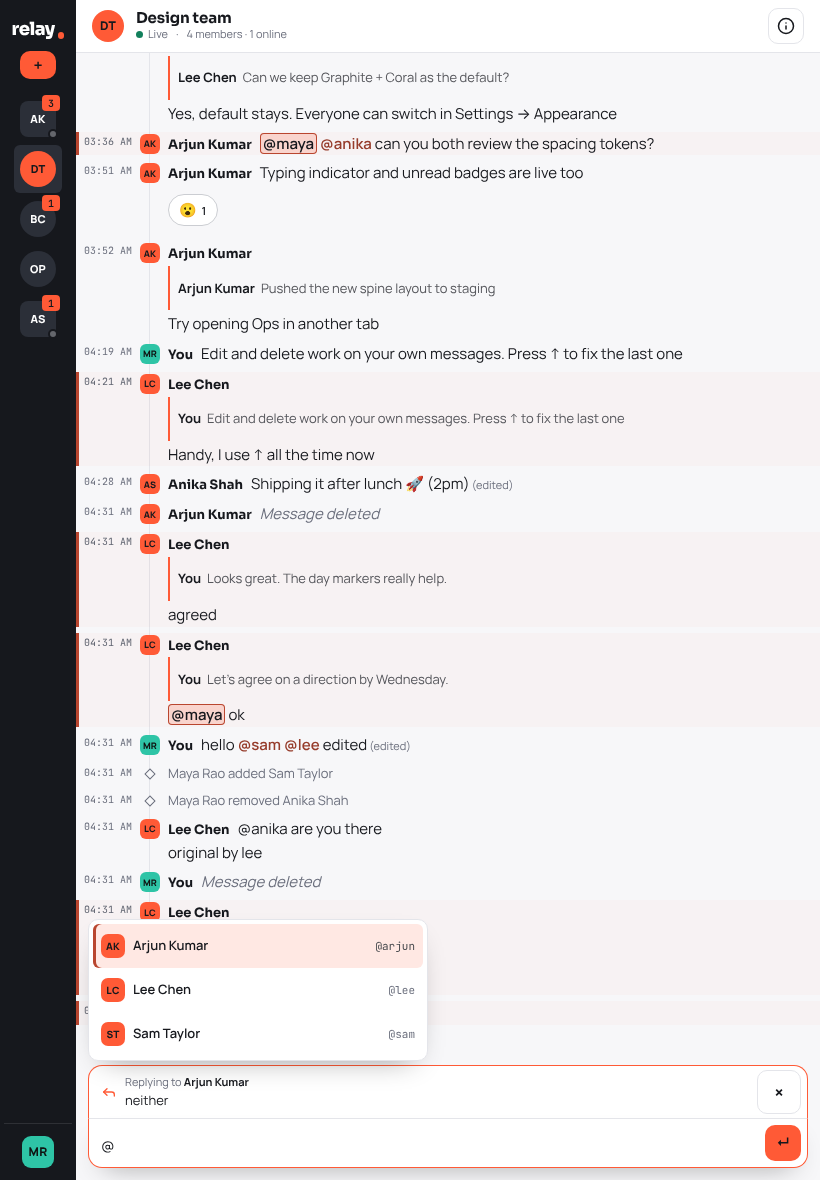 relay.
+
AK
3
DT
BC
1
OP
AS
1
MR
DT
Design team
Live · 4 members · 1 online
Lee Chen Can we keep Graphite + Coral as the default?
Yes, default stays. Everyone can switch in Settings → Appearance
03:36 AM AK Arjun Kumar @maya @anika can you both review the spacing tokens?
03:51 AM AK Arjun Kumar Typing indicator and unread badges are live too
😮 1
03:52 AM AK Arjun Kumar
Arjun Kumar Pushed the new spine layout to staging
Try opening Ops in another tab
04:19 AM MR You Edit and delete work on your own messages. Press ↑ to fix the last one
04:21 AM LC Lee Chen
You Edit and delete work on your own messages. Press ↑ to fix the last one
Handy, I use ↑ all the time now
04:28 AM AS Anika Shah Shipping it after lunch 🚀 (2pm) (edited)
04:31 AM AK Arjun Kumar Message deleted
04:31 AM LC Lee Chen
You Looks great. The day markers really help.
agreed
04:31 AM LC Lee Chen
You Let's agree on a direction by Wednesday.
@maya ok
04:31 AM MR You hello @sam @lee edited (edited)
04:31 AM Maya Rao added Sam Taylor
04:31 AM Maya Rao removed Anika Shah
04:31 AM LC Lee Chen @anika are you there
original by lee
04:31 AM MR You Message deleted
04:31 AM LC Lee Chen
AK Arjun Kumar @arjun
LC Lee Chen @lee
ST Sam Taylor @sam
Replying to Arjun Kumar
neither
@